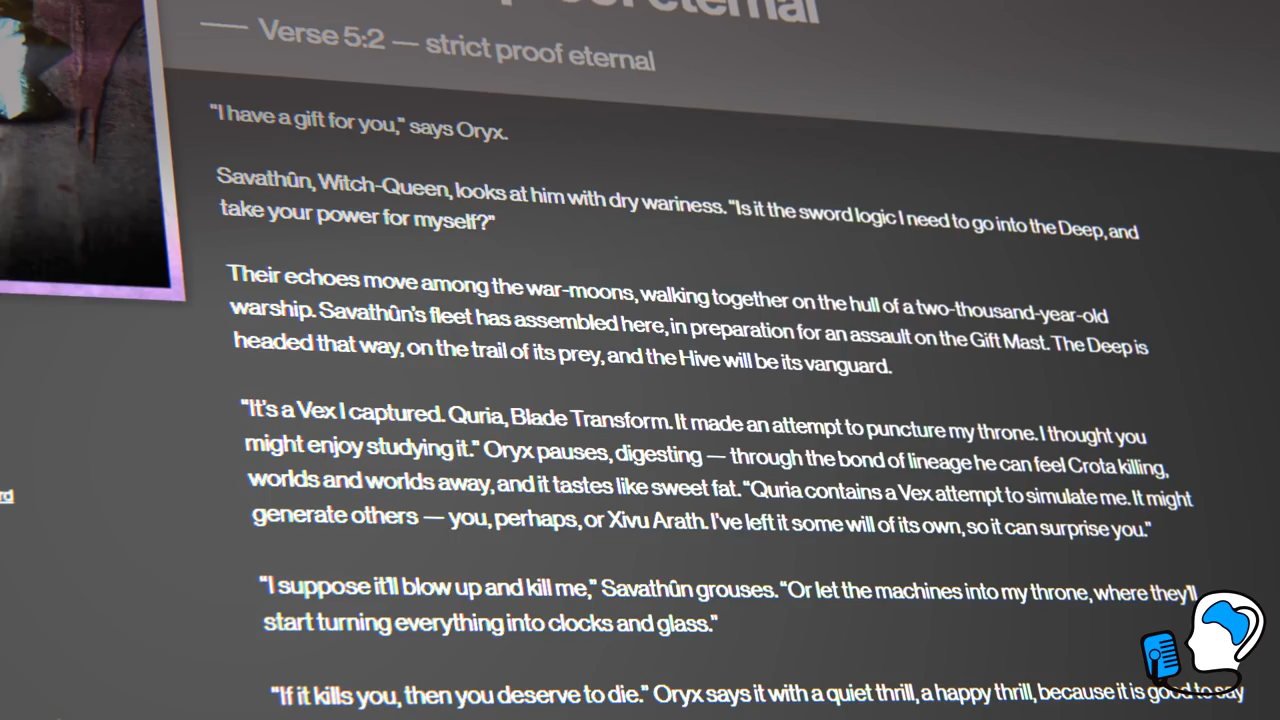 proof eternal
— Verse 5:2 — strict proof eternal
"I have a gift for you," says Oryx.
Savathûn, Witch-Queen, looks at him with dry wariness. "Is it the sword logic I need to go into the Deep, and
take your power for myself?"
Their echoes move among the war-moons, walking together on the hull of a two-thousand-year-old
warship. Savathûn's fleet has assembled here, in preparation for an assault on the Gift Mast. The Deep is
headed that way, on the trail of its prey, and the Hive will be its vanguard.
"It's a Vex I captured. Quria, Blade Transform. It made an attempt to puncture my throne. I thought you
might enjoy studying it." Oryx pauses, digesting — through the bond of lineage he can feel Crota killing,
worlds and worlds away, and it tastes like sweet fat. "Quria contains a Vex attempt to simulate me. It might
generate others — you, perhaps, or Xivu Arath. I've left it some will of its own, so it can surprise you."
"I suppose it'll blow up and kill me," Savathûn grouses. "Or let the machines into my throne, where they'll
start turning everything into clocks and glass."
"If it kills you, then you deserve to die." Oryx says it with a quiet thrill, a happy thrill, because it is good to say